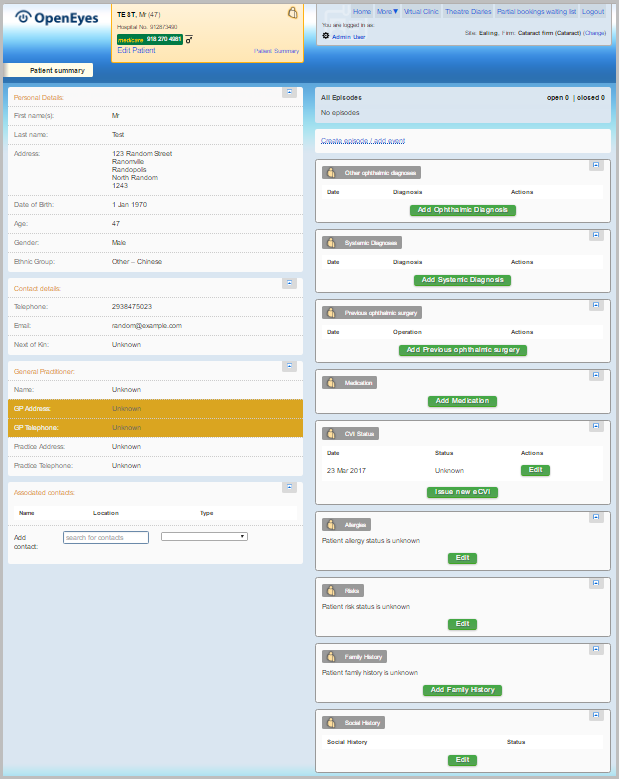 OpenEyes
TEST, Mr (47)
Hospital No. 912873490
medicare 918 270 4981
Edit Patient
Patient Summary
Home More▼ Virtual Clinic Theatre Diaries Partial bookings waiting list Logout
You are logged in as:
Admin User
Site: Ealing, Firm: Cataract firm (Cataract) (Change)
Patient summary
Personal Details:
First name(s): Mr
Last name: Test
Address: 123 Random Street
Ranomville
Randopolis
North Random
1243
Date of Birth: 1 Jan 1970
Age: 47
Gender: Male
Ethnic Group: Other – Chinese
Contact details:
Telephone: 2938475023
Email: random@example.com
Next of Kin: Unknown
General Practitioner:
Name: Unknown
GP Address: Unknown
GP Telephone: Unknown
Practice Address: Unknown
Practice Telephone: Unknown
Associated contacts:
Name Location Type
Add
contact:
search for contacts
All Episodes open 0 | closed 0
No episodes
Create episode / add event
Other ophthalmic diagnoses
Date Diagnosis Actions
Add Ophthalmic Diagnosis
Systemic Diagnoses
Date Diagnosis Actions
Add Systemic Diagnosis
Previous ophthalmic surgery
Date Operation Actions
Add Previous ophthalmic surgery
Medication
Add Medication
CVI Status
Date Status Actions
23 Mar 2017 Unknown Edit
Issue new eCVI
Allergies
Patient allergy status is unknown
Edit
Risks
Patient risk status is unknown
Edit
Family History
Patient family history is unknown
Add Family History
Social History
Social History Status
Edit